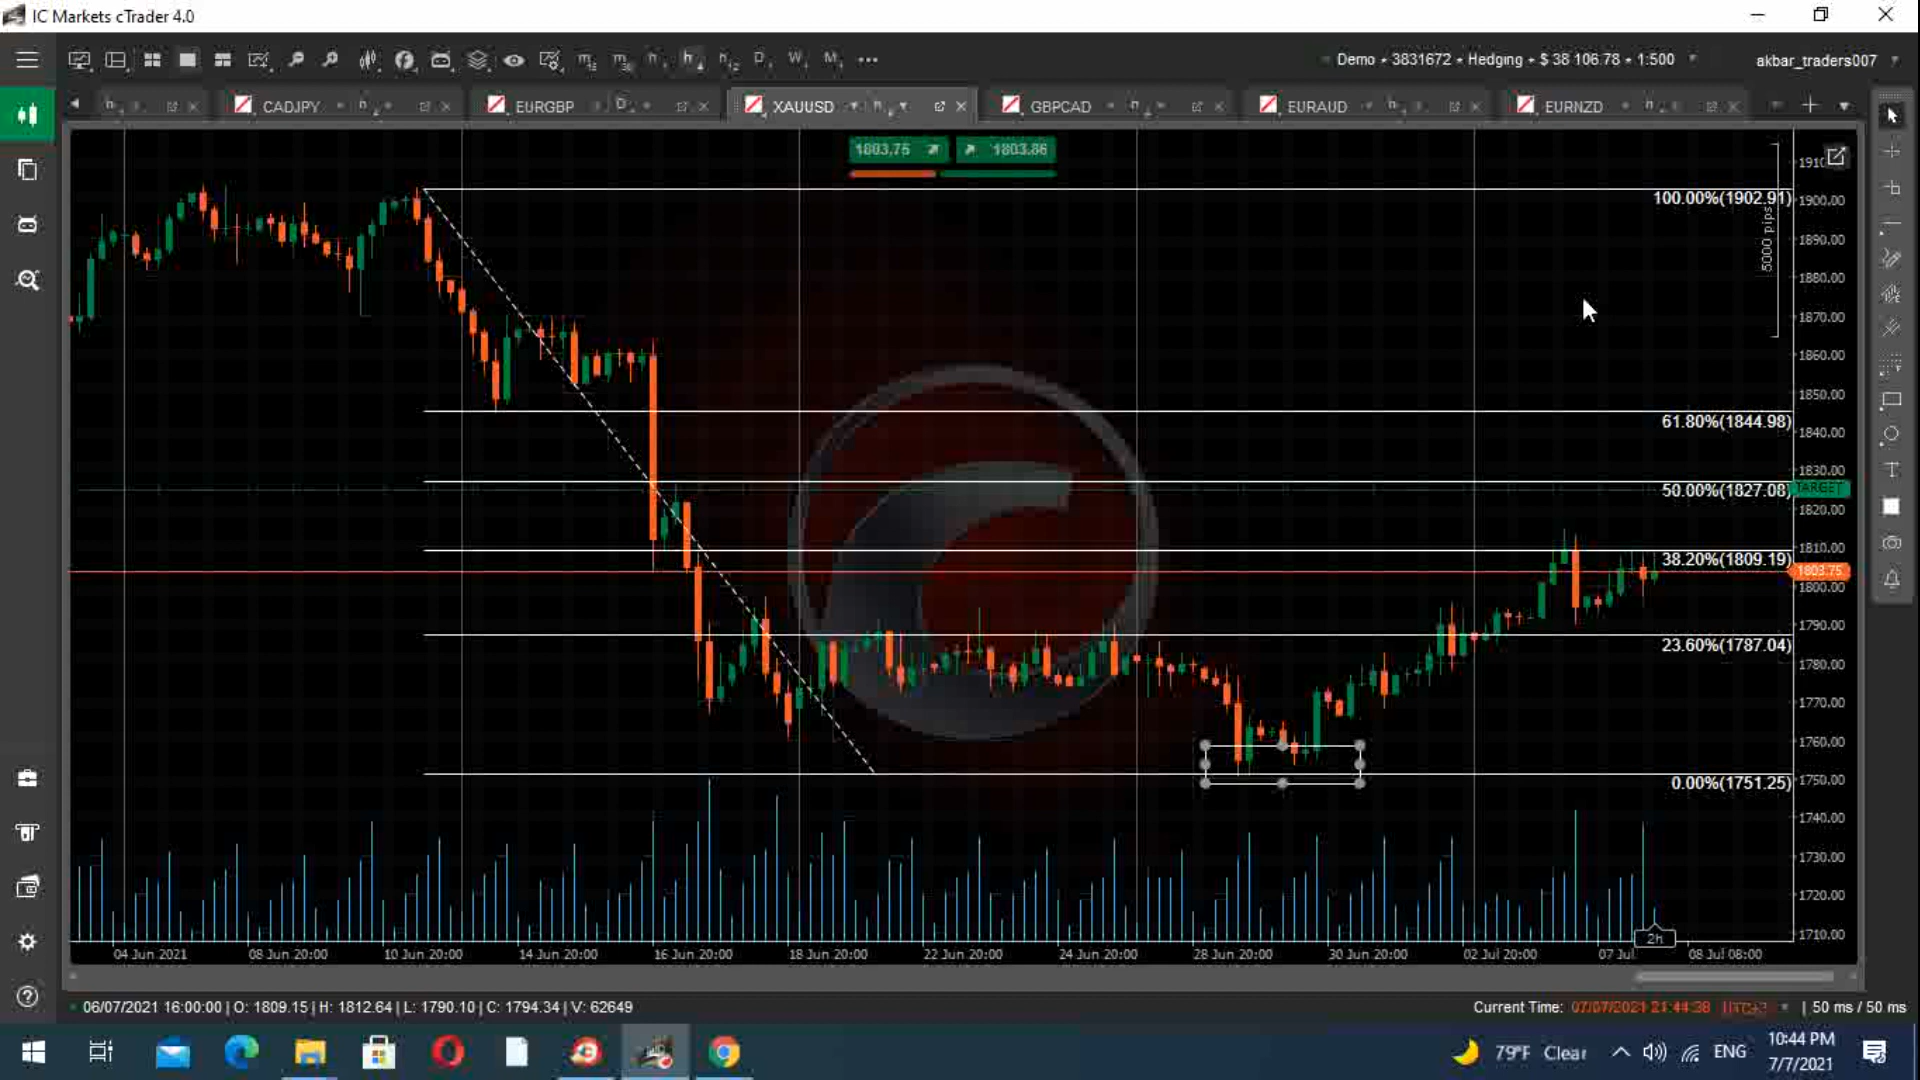 IC Markets cTrader 4.0
Demo • 3831672 • Hedging • $ 38 106.78 • 1:500
akbar_traders007
CADJPY
EURGBP
XAUUSD
GBPCAD
EURAUD
EURNZD
1803.75
1803.86
1910
100.00%(1902.91)
1900.00
5000 pips
1890.00
1880.00
1870.00
1860.00
1850.00
61.80%(1844.98)
1840.00
1830.00
50.00%(1827.08)
TARGET
1820.00
1810.00
38.20%(1809.19)
1803.75
1800.00
1790.00
23.60%(1787.04)
1780.00
1770.00
1760.00
0.00%(1751.25)
1750.00
1740.00
1730.00
1720.00
1710.00
2h
04 Jun 2021
08 Jun 20:00
10 Jun 20:00
14 Jun 20:00
16 Jun 20:00
18 Jun 20:00
22 Jun 20:00
24 Jun 20:00
28 Jun 20:00
30 Jun 20:00
02 Jul 20:00
07 Jul
08 Jul 08:00
06/07/2021 16:00:00 | O: 1809.15 | H: 1812.64 | L: 1790.10 | C: 1794.34 | V: 62649
Current Time: 07/07/2021 21:44:38
| 50 ms / 50 ms
79°F Clear
ENG
10:44 PM
7/7/2021